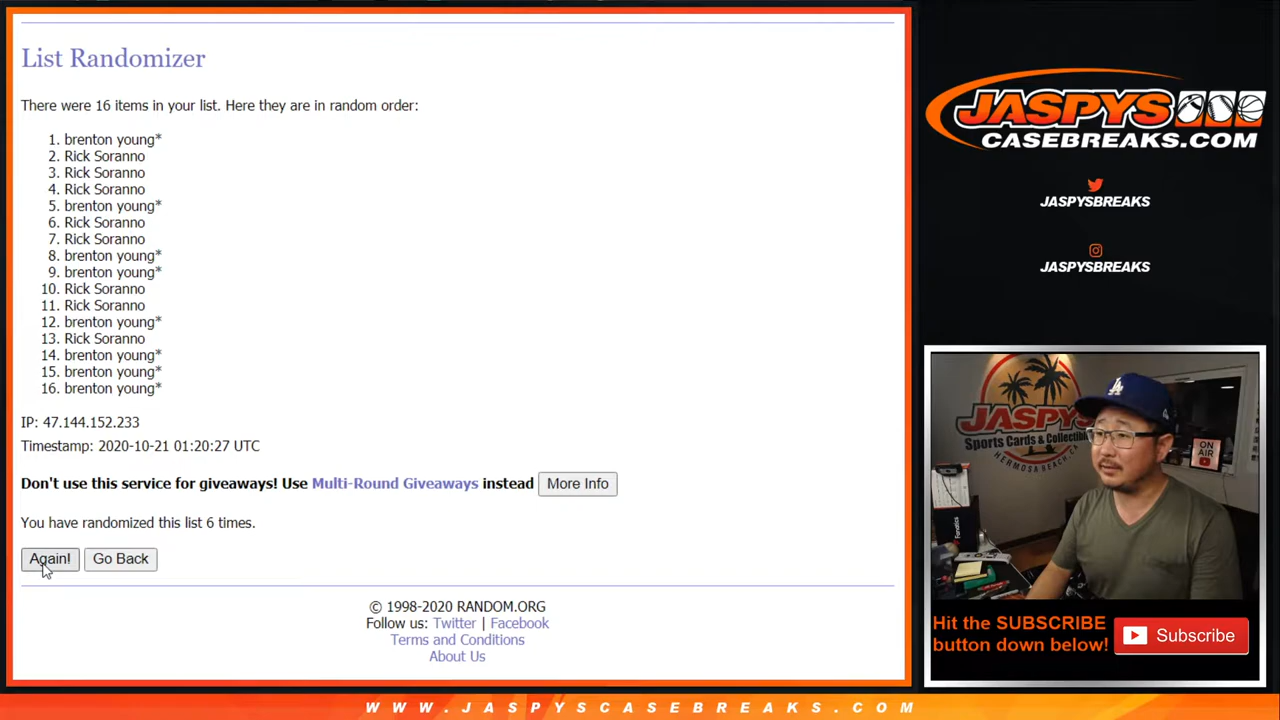 List Randomizer
There were 16 items in your list. Here they are in random order:
1. brenton young*
2. Rick Soranno
3. Rick Soranno
4. Rick Soranno
5. brenton young*
6. Rick Soranno
7. Rick Soranno
8. brenton young*
9. brenton young*
10. Rick Soranno
11. Rick Soranno
12. brenton young*
13. Rick Soranno
14. brenton young*
15. brenton young*
16. brenton young*
IP: 47.144.152.233
Timestamp: 2020-10-21 01:20:27 UTC
Don't use this service for giveaways! Use Multi-Round Giveaways instead More Info
You have randomized this list 6 times.
Again! Go Back
© 1998-2020 RANDOM.ORG
Follow us: Twitter | Facebook
Terms and Conditions
About Us
JASPYS
CASEBREAKS.COM
JASPYSBREAKS
JASPYSBREAKS
JASPYS
Sports Cards & Collectibl
HERMOSA BEACH, CA
ON
AIR
Fanatics
Hit the SUBSCRIBE
button down below!
Subscribe
WWW.JASPYSCASEBREAKS.COM